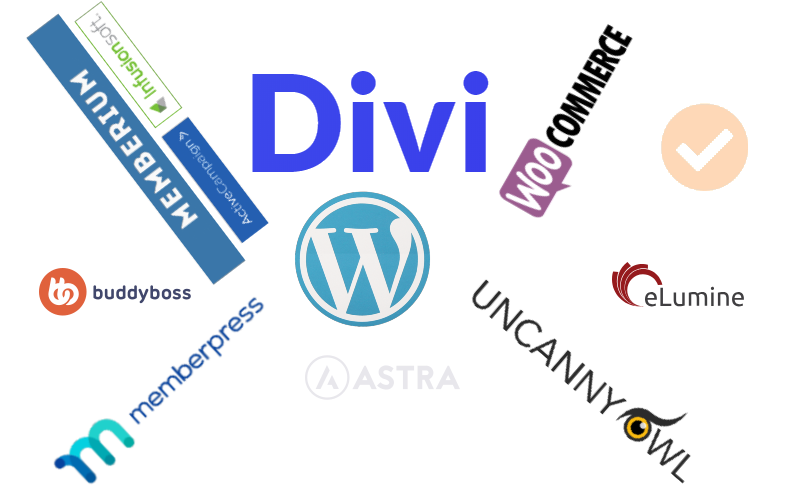 Infusionsoft.
MEMBERIUM
ActiveCampaign >
Divi
WOO COMMERCE
W
buddyboss
eLumine
memberpress
UNCANNY OWL
ASTRA